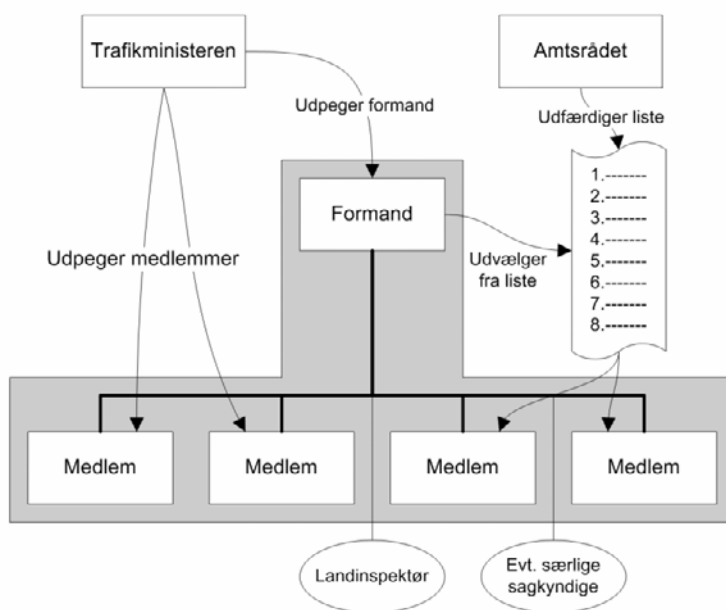 Trafikministeren
Amtsrådet
Udpeger formand
Udfærdiger liste
1.-------
2.-------
3.-------
4.-------
5.-------
6.-------
7.-------
8.-------
Formand
Udvælger
fra liste
Udpeger medlemmer
Medlem
Medlem
Medlem
Medlem
Landinspektør
Evt. særlige
sagkyndige